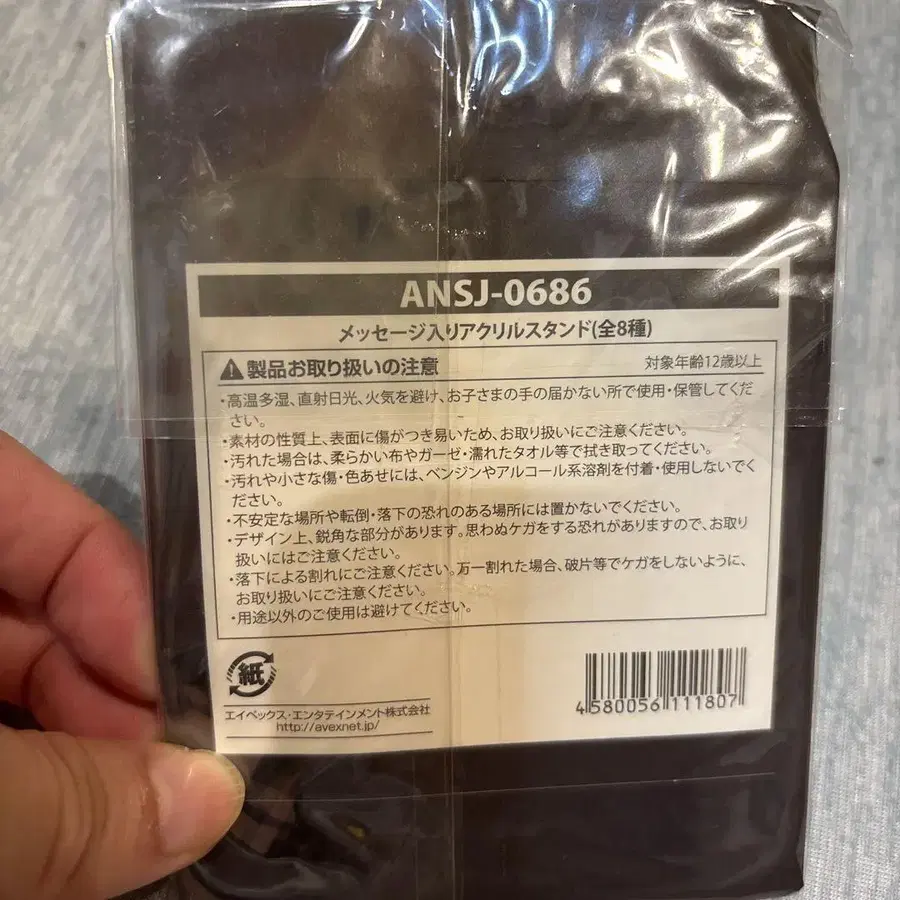 ANSJ-0686
メッセージ入りアクリルスタンド(全8種)
製品お取り扱いの注意 対象年齢12歳以上
・高温多湿、直射日光、火気を避け、お子さまの手の届かない所で使用・保管してくだ
さい。
・素材の性質上、表面に傷がつき易いため、お取り扱いにご注意ください。
・汚れた場合は、柔らかい布やガーゼ・濡れたタオル等で拭き取ってください。
・汚れや小さな傷・色あせには、ベンジンやアルコール系溶剤を付着・使用しないでく
ださい。
・不安定な場所や転倒・落下の恐れのある場所には置かないでください。
・デザイン上、鋭角な部分があります。思わぬケガをする恐れがありますので、お取り
扱いにはご注意ください。
・落下による割れにご注意ください。万一割れた場合、破片等でケガをしないように、
お取り扱いにご注意ください。
・用途以外のご使用は避けてください。
紙
エイベックス・エンタテインメント株式会社
http://avexnet.jp/
4580056111807